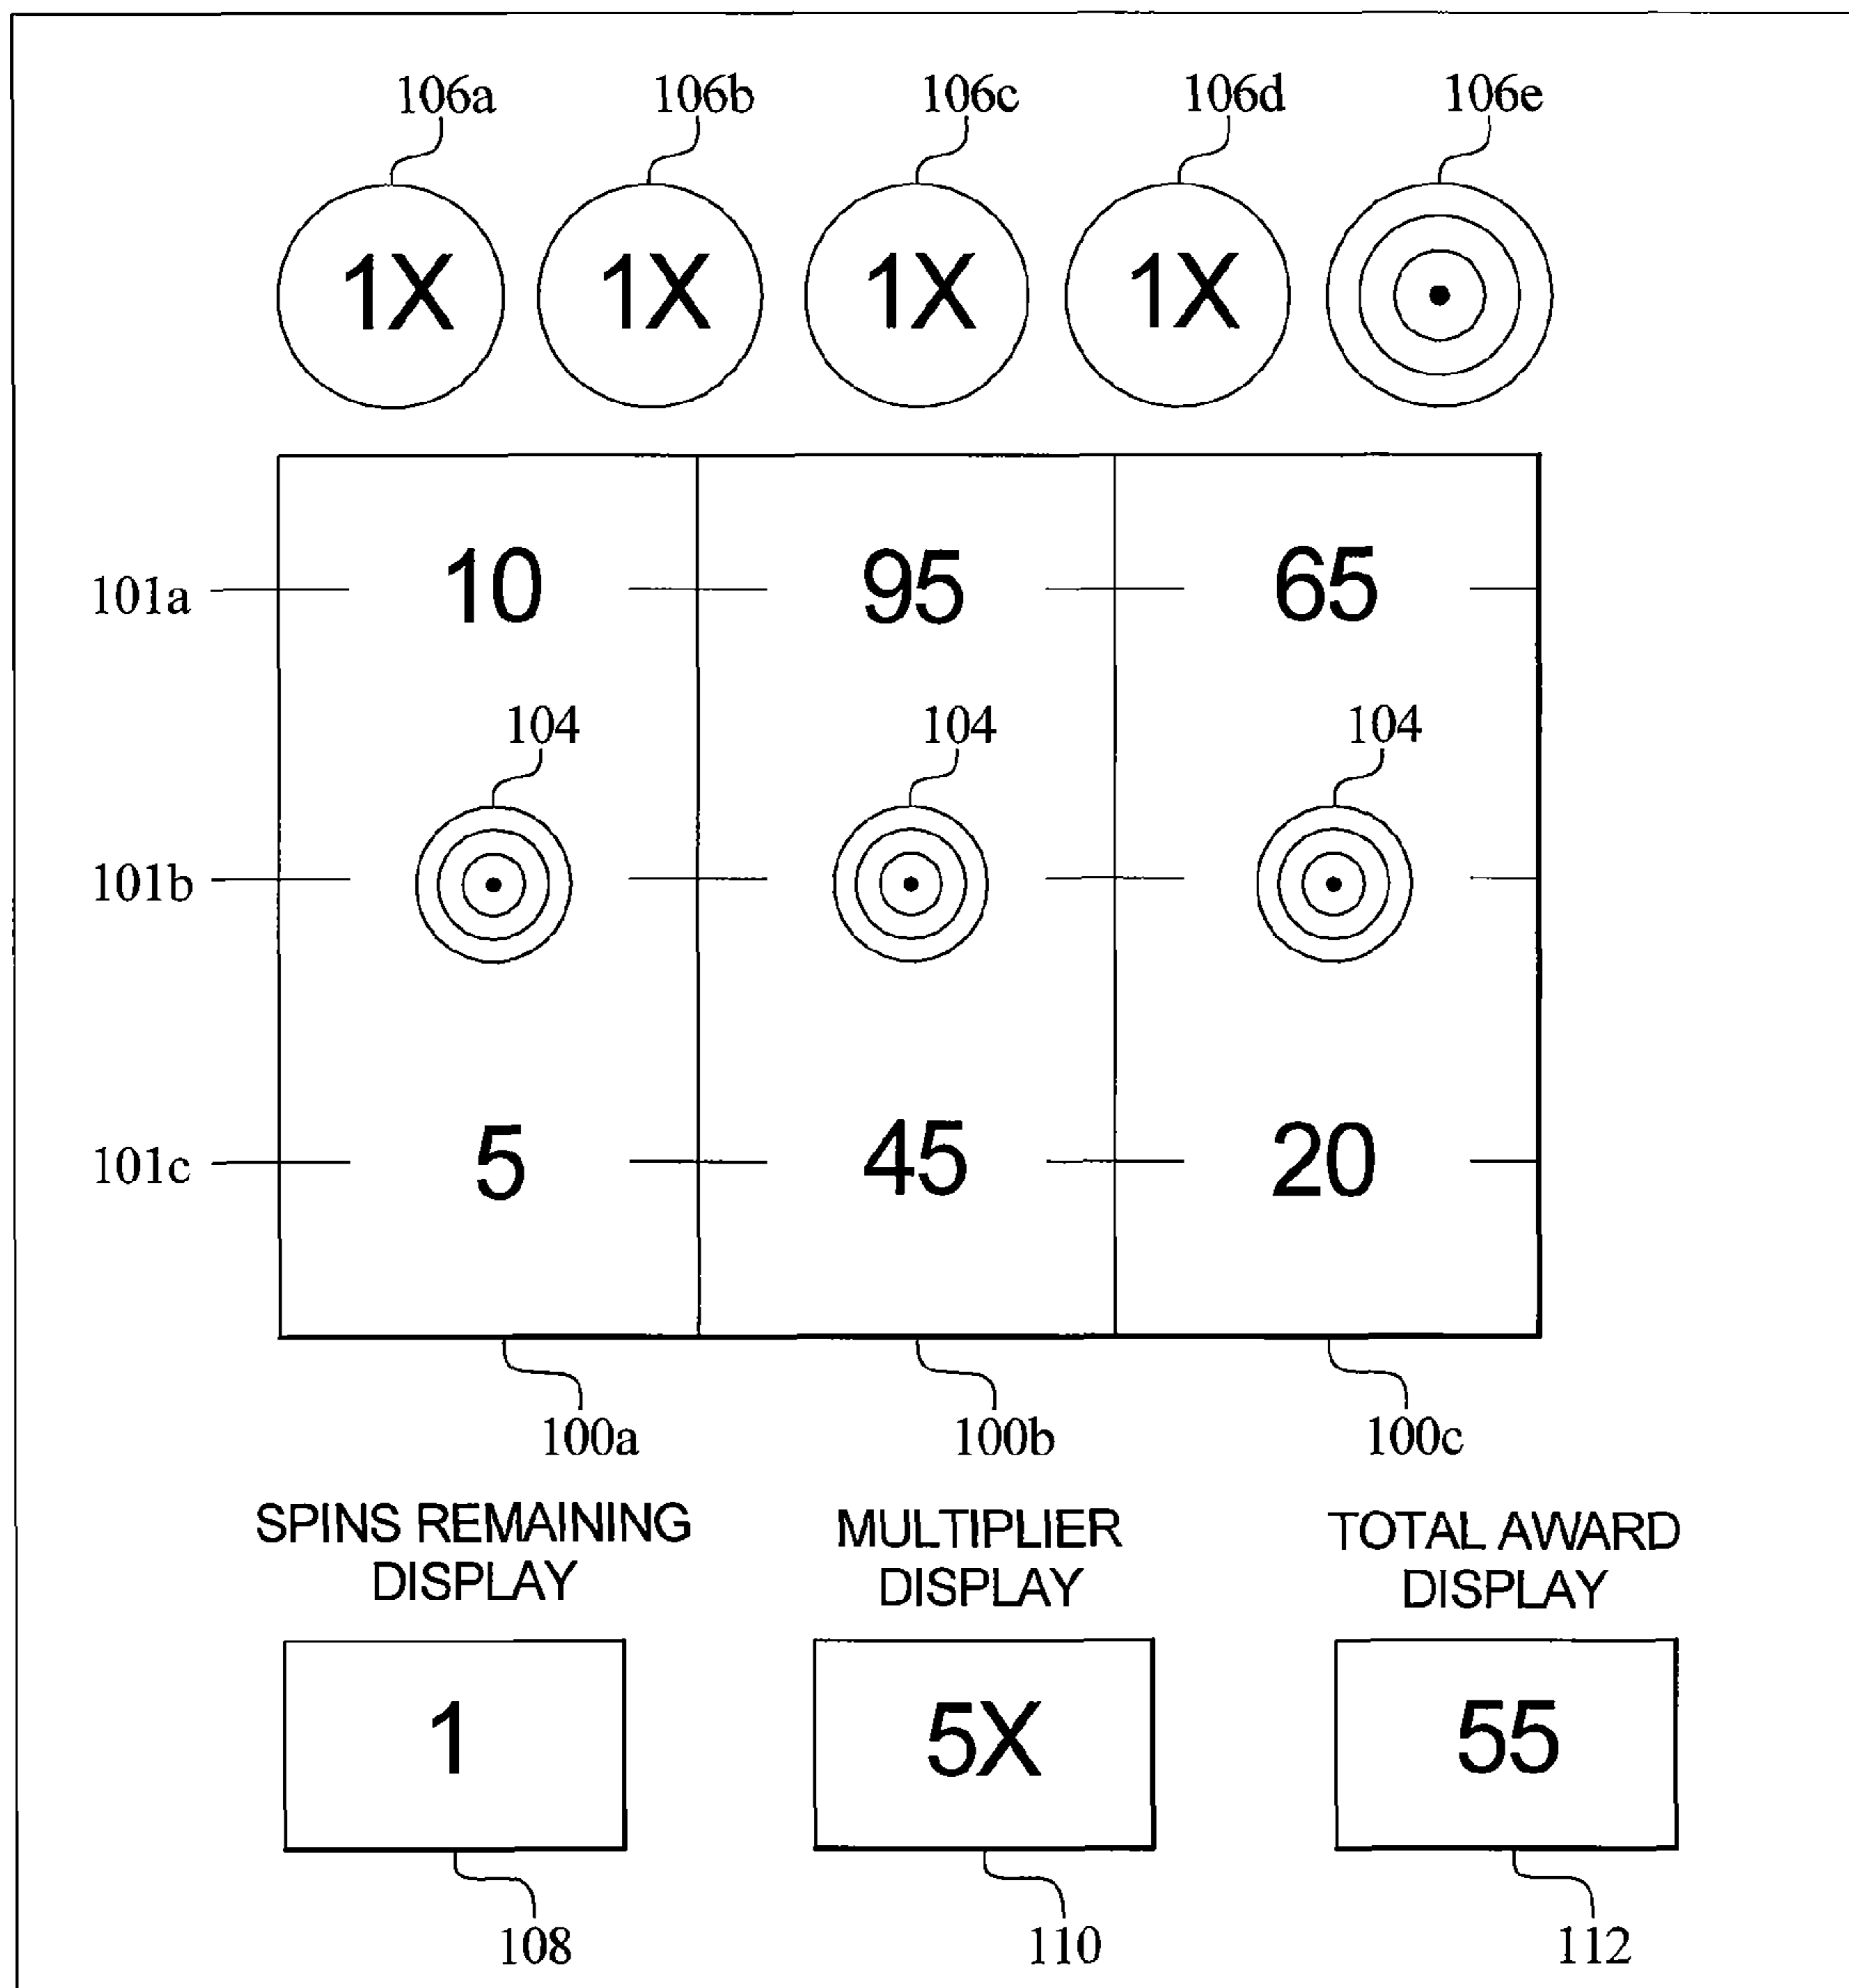 106a 106b 106c 106d 106e
1X 1X 1X 1X
101a 10 95 65
104 104 104
101b
101c 5 45 20
100a 100b 100c
SPINS REMAINING DISPLAY
MULTIPLIER DISPLAY
TOTAL AWARD DISPLAY
1 5X 55
108 110 112